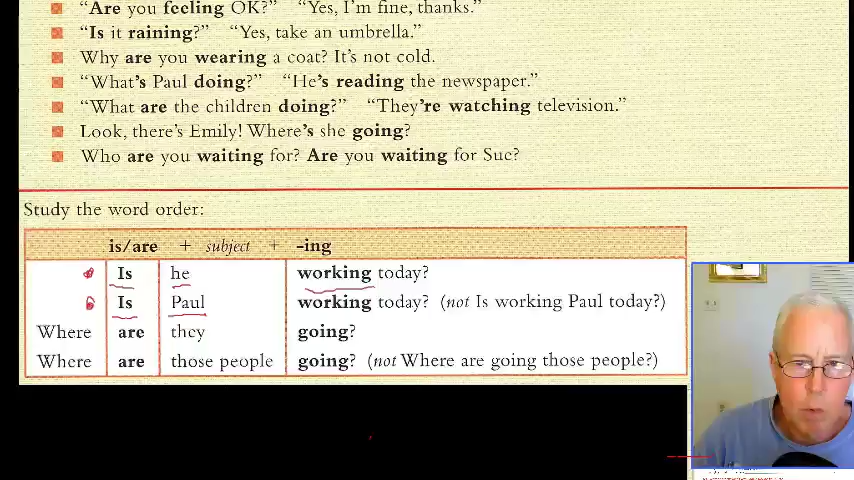 "Are you feeling OK?" "Yes, I'm fine, thanks."
"Is it raining?" "Yes, take an umbrella."
Why are you wearing a coat? It's not cold.
"What's Paul doing?" "He's reading the newspaper."
"What are the children doing?" "They're watching television."
Look, there's Emily! Where's she going?
Who are you waiting for? Are you waiting for Sue?
Study the word order:
is/are + subject + -ing
Is he working today?
Is Paul working today? (not Is working Paul today?)
Where are they going?
Where are those people going? (not Where are going those people?)